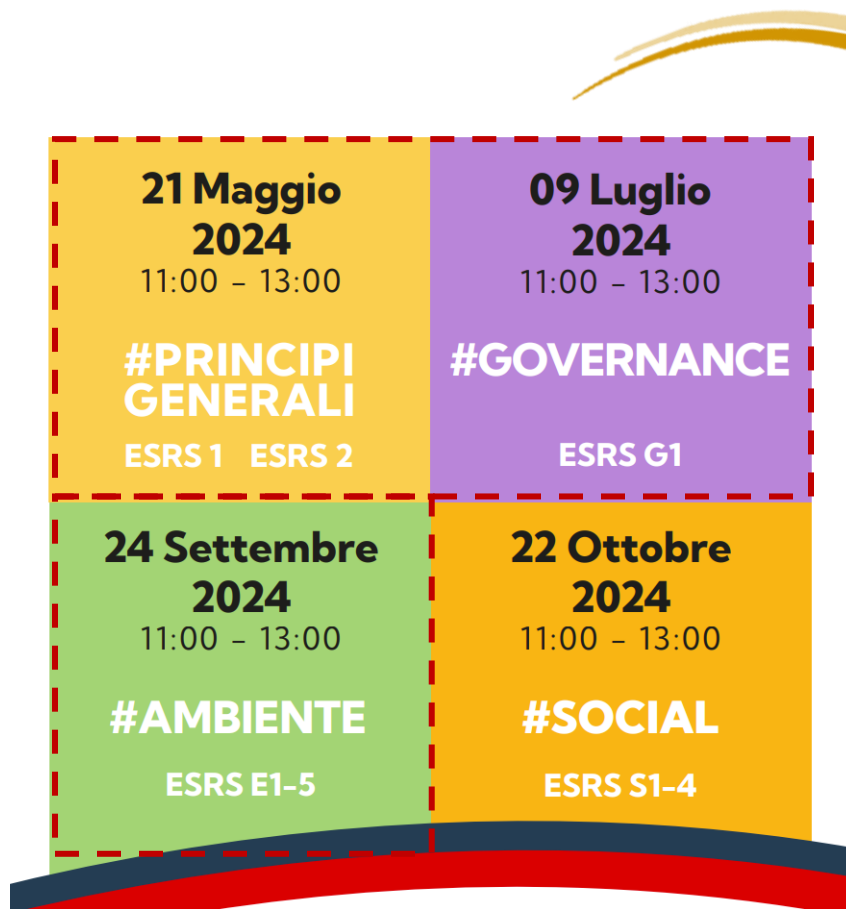 21 Maggio
2024
11:00 – 13:00
#PRINCIPI
GENERALI
ESRS 1 ESRS 2
09 Luglio
2024
11:00 – 13:00
#GOVERNANCE
ESRS G1
24 Settembre
2024
11:00 – 13:00
#AMBIENTE
ESRS E1-5
22 Ottobre
2024
11:00 – 13:00
#SOCIAL
ESRS S1-4